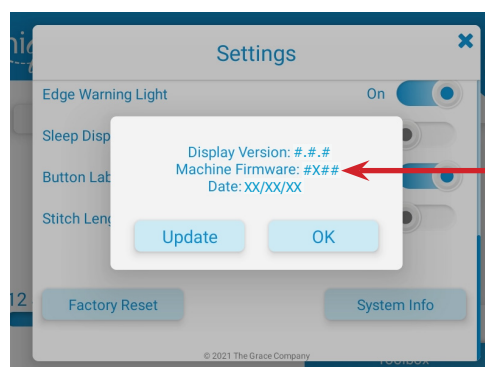 Settings
Edge Warning Light On
Sleep Disp
Display Version: #.#.#
Machine Firmware: #X##
Button Lab
Date: XX/XX/XX
Stitch Leng
Update OK
12
Factory Reset System Info
© 2021 The Grace Company